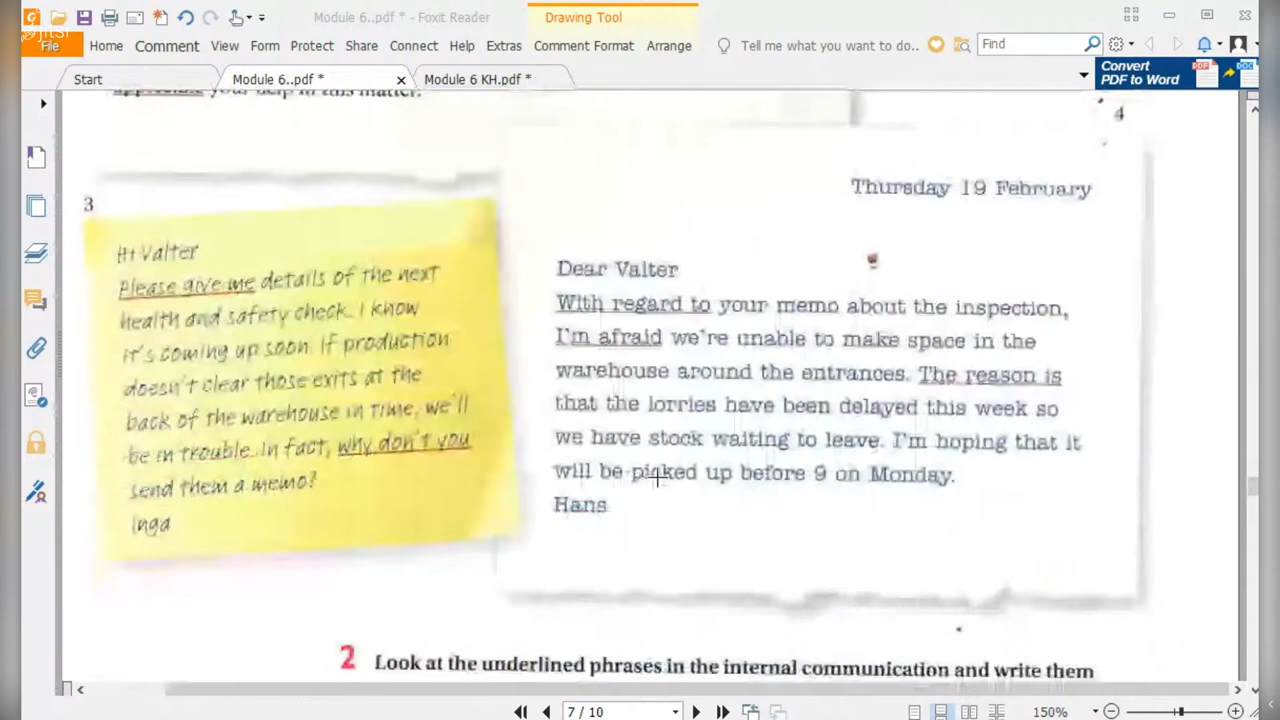 Module 6..pdf * - Foxit Reader
Drawing Tool
jitsi
File
Home
Comment
View
Form
Protect
Share
Connect
Help
Extras
Comment Format
Arrange
Tell me what you want to do..
Find
Start
Module 6..pdf *
Module 6 KH.pdf *
Convert
PDF to Word
appreciate your help in this matter.
3
Hi Valter
Please give me details of the next
health and safety check. I know
it's coming up soon. If production
doesn't clear those exits at the
back of the warehouse in time, we'll
be in trouble. In fact, why don't you
send them a memo?
Inga
4
Thursday 19 February
Dear Valter
With regard to your memo about the inspection,
I'm afraid we're unable to make space in the
warehouse around the entrances. The reason is
that the lorries have been delayed this week so
we have stock waiting to leave. I'm hoping that it
will be picked up before 9 on Monday.
Hans
2 Look at the underlined phrases in the internal communication and write them
7 / 10
150%